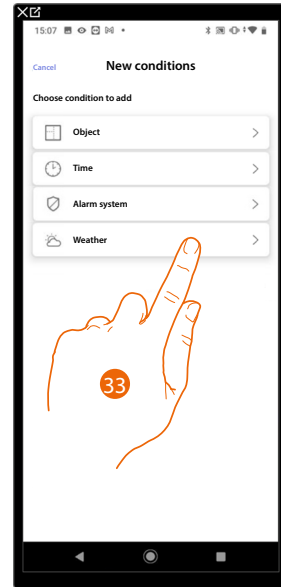 15:07
Cancel
New conditions
Choose condition to add
Object
Time
Alarm system
Weather
33